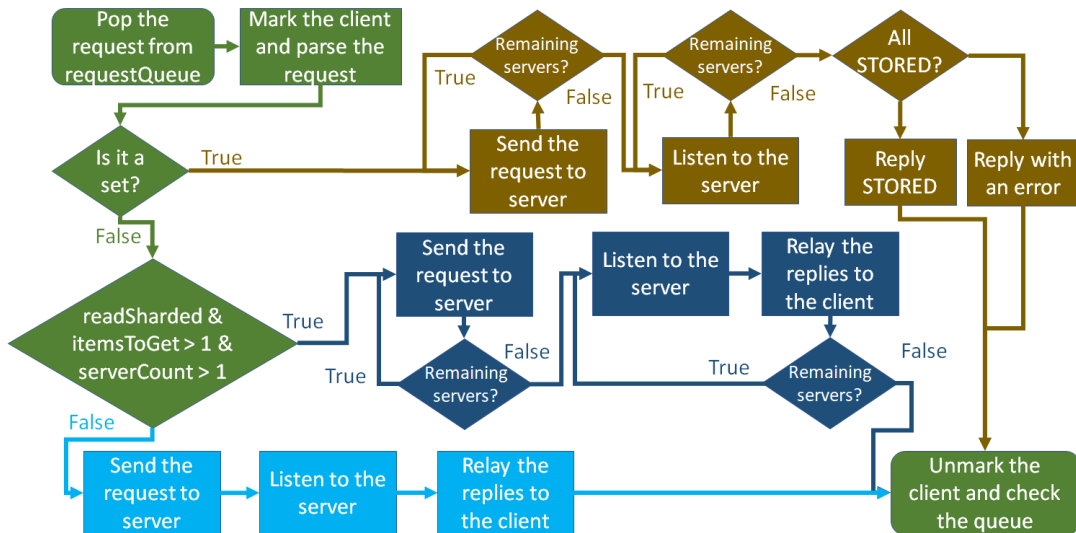 Pop the
request from
requestQueue
Mark the client
and parse the
request
Remaining
servers?
True
False
Remaining
servers?
True
False
All
STORED?
Is it a
set?
True
False
Send the
request to
server
Listen to the
server
Reply
STORED
Reply with
an error
readSharded &
itemsToGet > 1 &
serverCount > 1
True
False
Send the
request to
server
Remaining
servers?
True
False
Listen to the
server
Relay the
replies to
the client
Remaining
servers?
True
False
Send the
request to
server
Listen to the
server
Relay the
replies to
the client
Unmark the
client and check
the queue